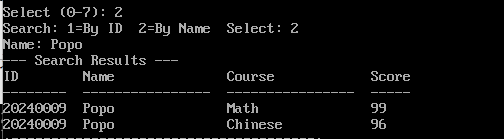 Select (0-7): 2
Search: 1=By ID  2=By Name  Select: 2
Name: Popo
--- Search Results ---
ID        Name              Course            Score
--------  ----------------  ----------------  -----
20240009  Popo              Math              99
20240009  Popo              Chinese           96